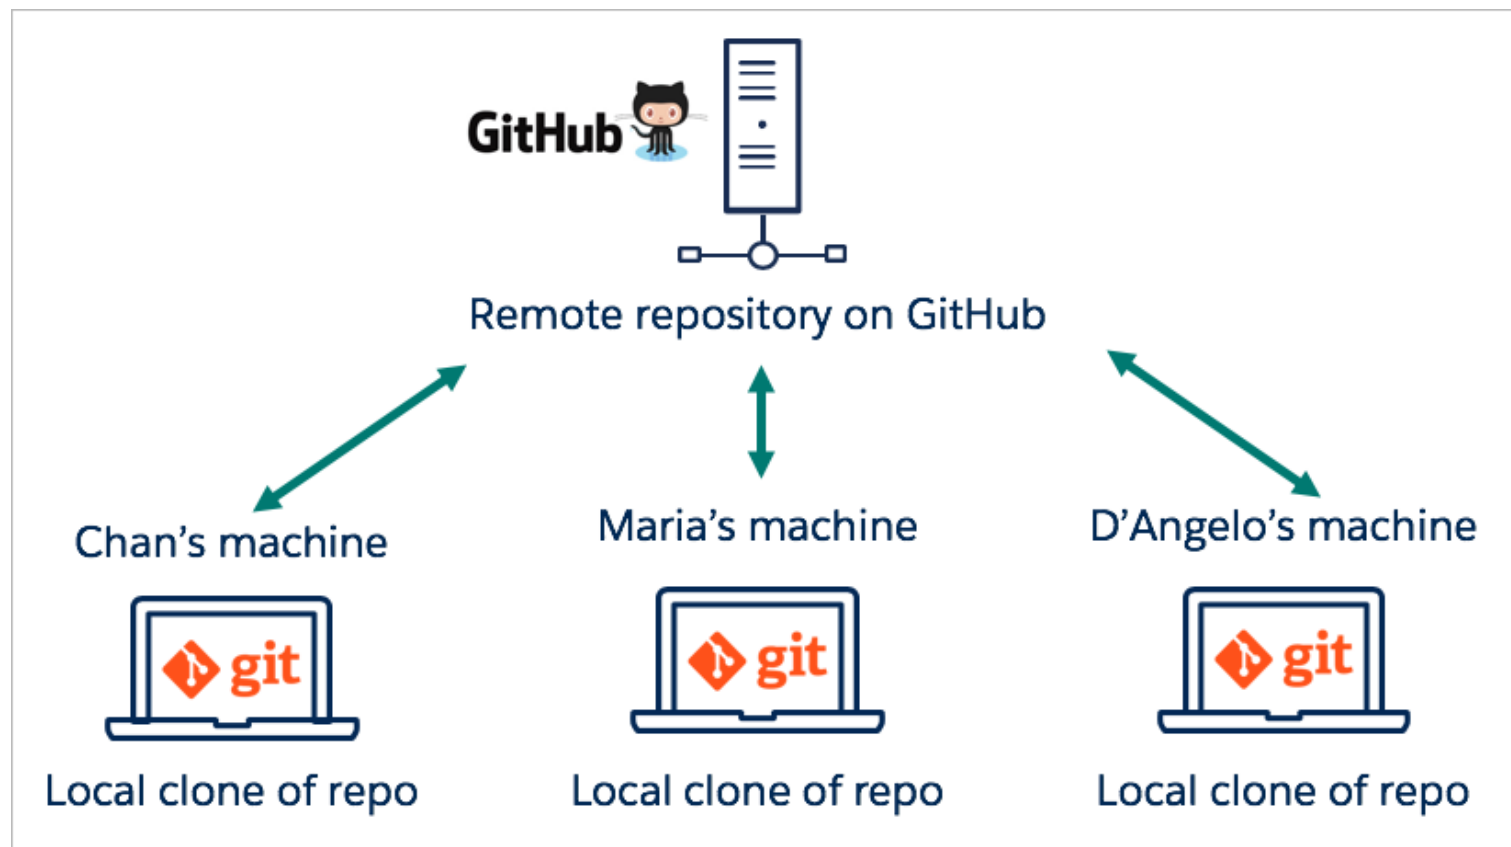 GitHub
Remote repository on GitHub
Chan's machine
Maria's machine
D'Angelo's machine
git
git
git
Local clone of repo
Local clone of repo
Local clone of repo